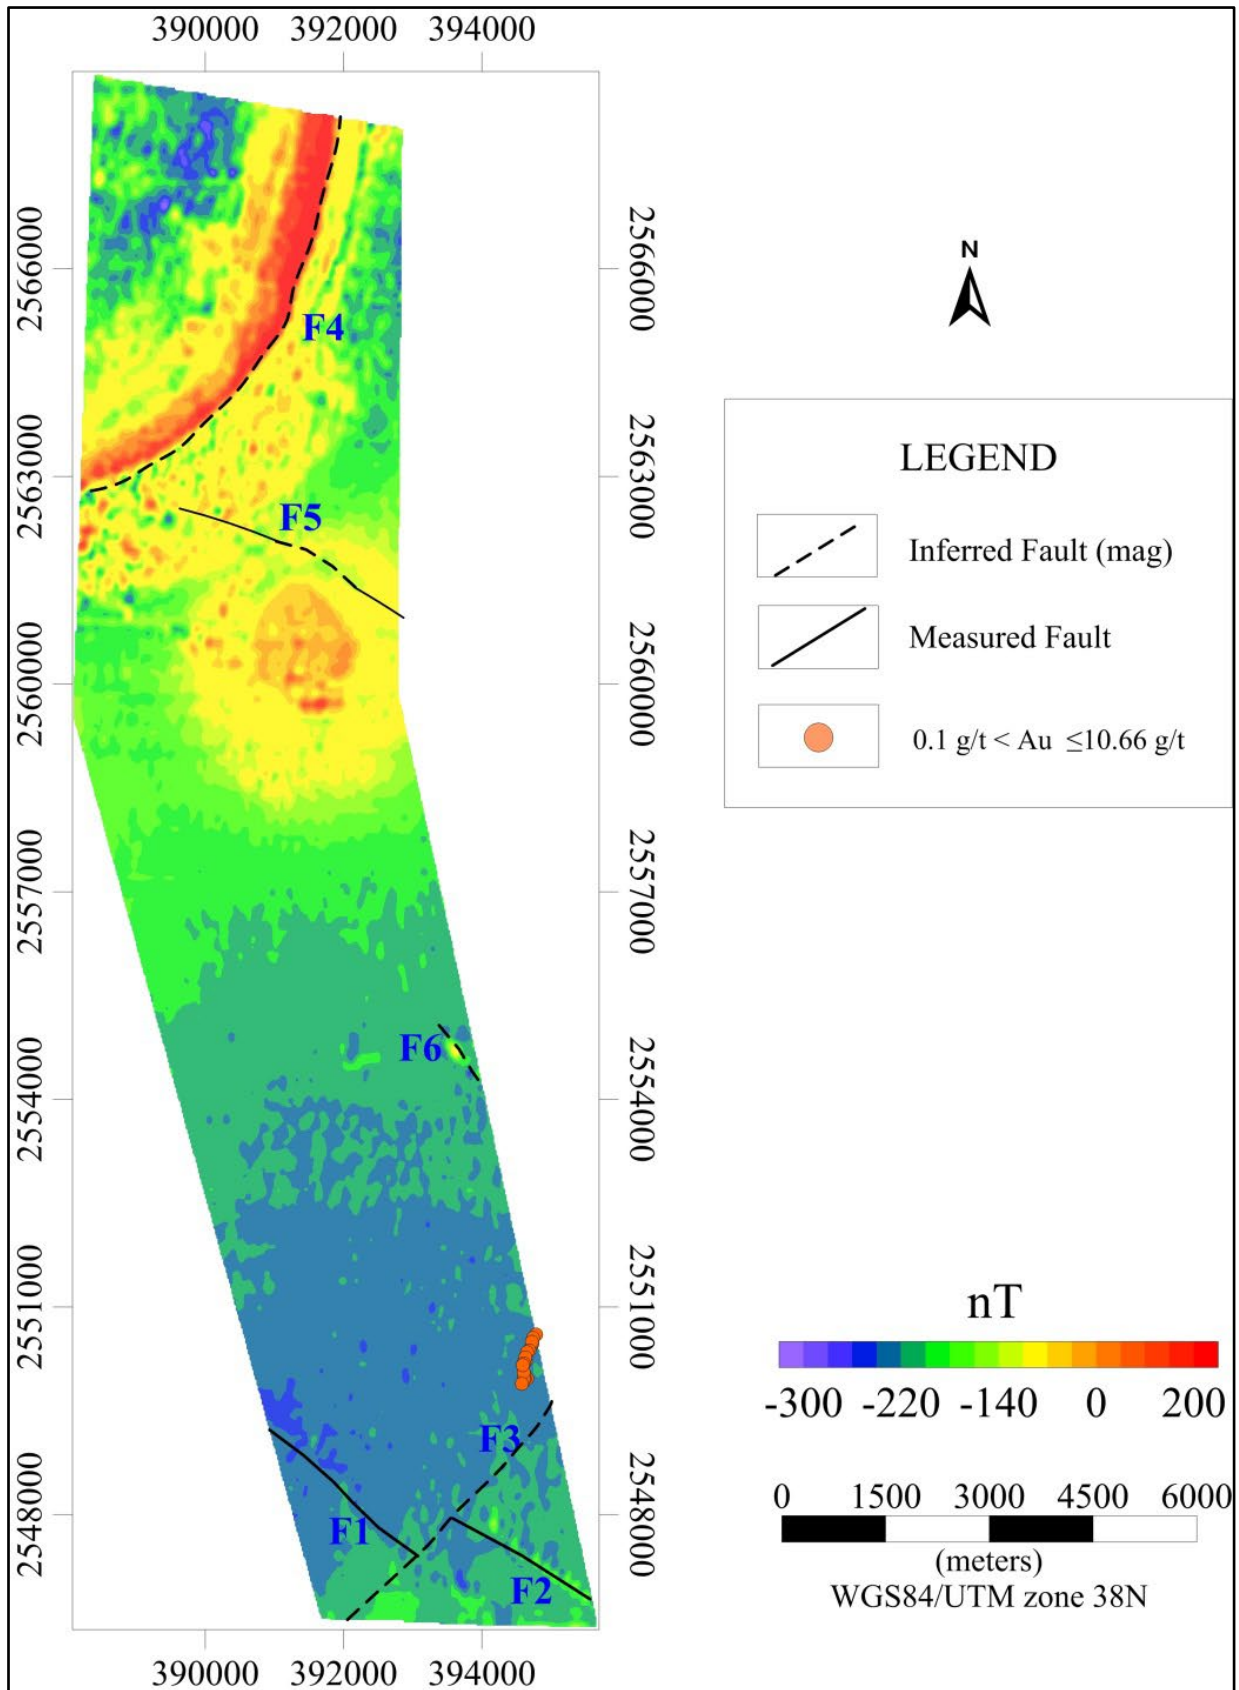 390000 392000 394000
N
2566000
2566000
F4
LEGEND
2563000
2563000
F5
Inferred Fault (mag)
Measured Fault
2560000
2560000
0.1 g/t < Au ≤10.66 g/t
2557000
2557000
F6
2554000
2554000
2551000
2551000
nT
-300 -220 -140 0 200
F3
2548000
2548000
F1
F2
0 1500 3000 4500 6000
(meters)
WGS84/UTM zone 38N
390000 392000 394000